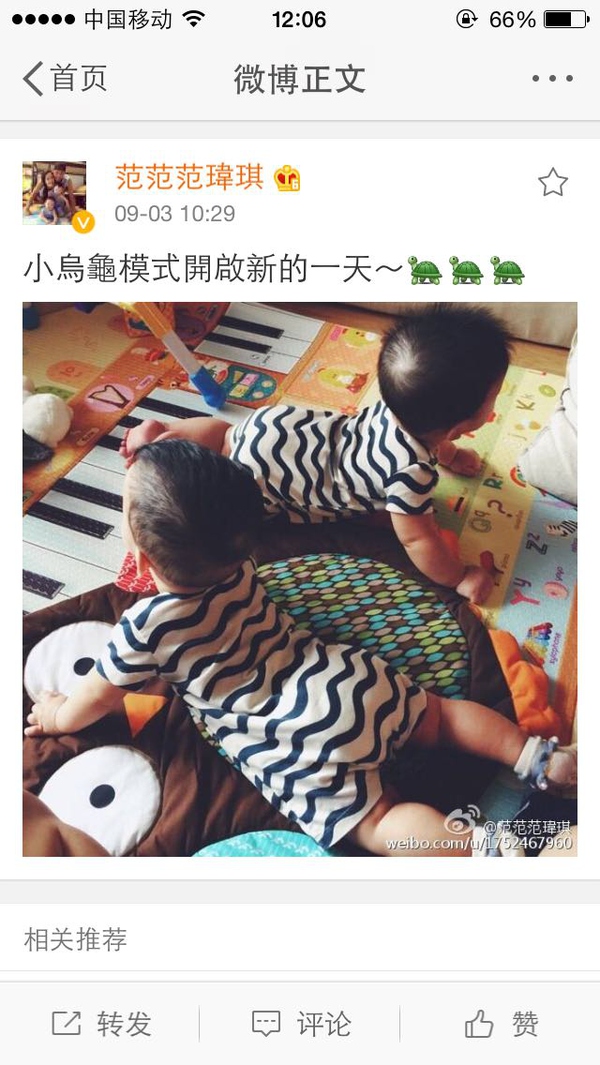 中国移动 12:06 66%
首页 微博正文
范范范瑋琪
09-03 10:29
小烏龜模式開啟新的一天～🐢🐢🐢
@范范范瑋琪
weibo.com/u/1752467960
相关推荐
转发 评论 赞